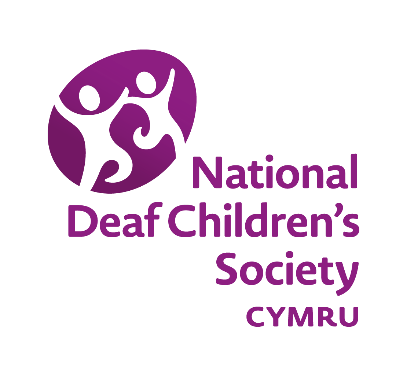 National
Deaf Children's
Society
CYMRU